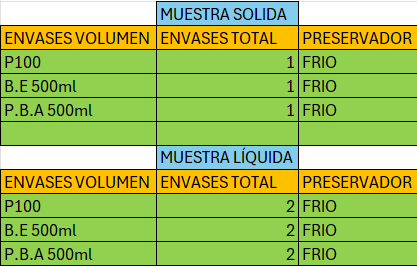 MUESTRA SOLIDA
ENVASES VOLUMEN ENVASES TOTAL PRESERVADOR
P100 1 FRIO
B.E 500ml 1 FRIO
P.B.A 500ml 1 FRIO
MUESTRA LÍQUIDA
ENVASES VOLUMEN ENVASES TOTAL PRESERVADOR
P100 2 FRIO
B.E 500ml 2 FRIO
P.B.A 500ml 2 FRIO